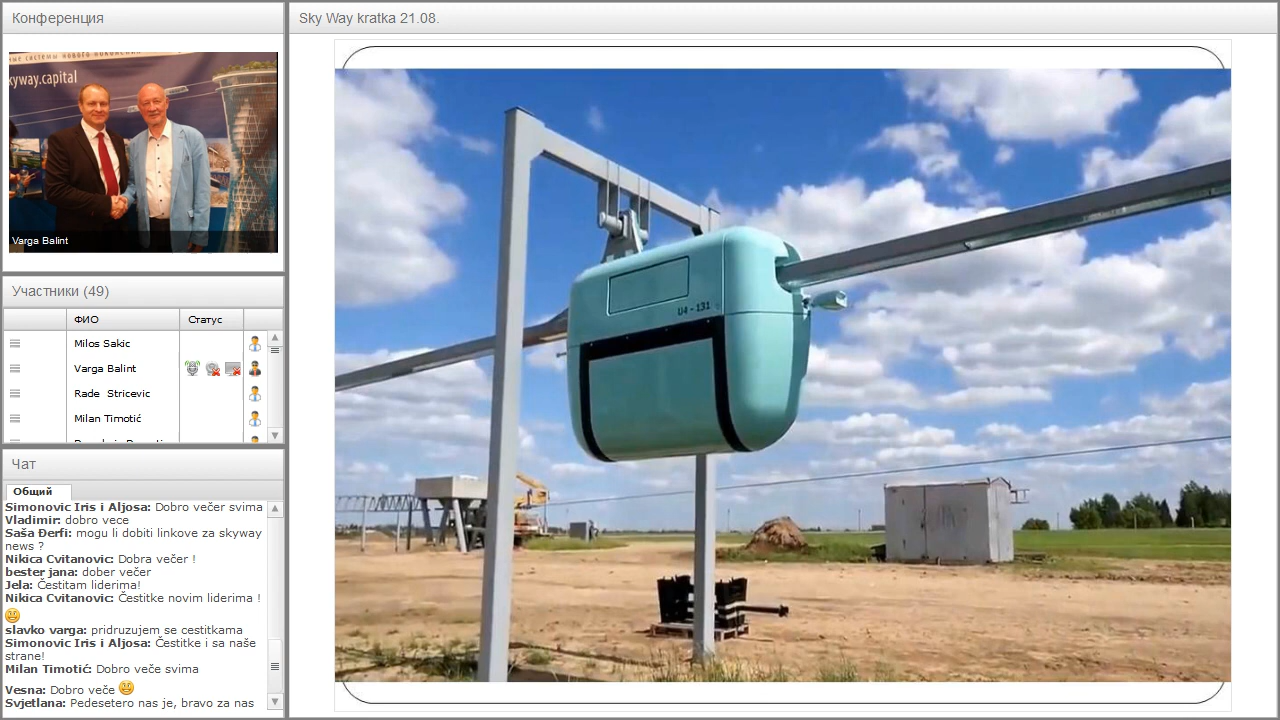 Конференция
Sky Way kratka 21.08.
kyway.capital
Varga Balint
U4 - 131
Участники (49)
ФИО
Статус
Milos Sakic
Varga Balint
Rade Stricevic
Milan Timotić
Чат
Общий
Simonovic Iris i Aljosa: Dobro večer svima
Vladimir: dobro vece
Saša Đerfi: mogu li dobiti linkove za skyway
news ?
Nikica Cvitanovic: Dobra večer !
bester jana: dober večer
Jela: Čestitam liderima!
Nikica Cvitanovic: Čestitke novim liderima !
slavko varga: pridruzujem se cestitkama
Simonovic Iris i Aljosa: Čestitke i sa naše
strane!
Milan Timotić: Dobro veče svima
Vesna: Dobro veče
Svjetlana: Pedesetero nas je, bravo za nas